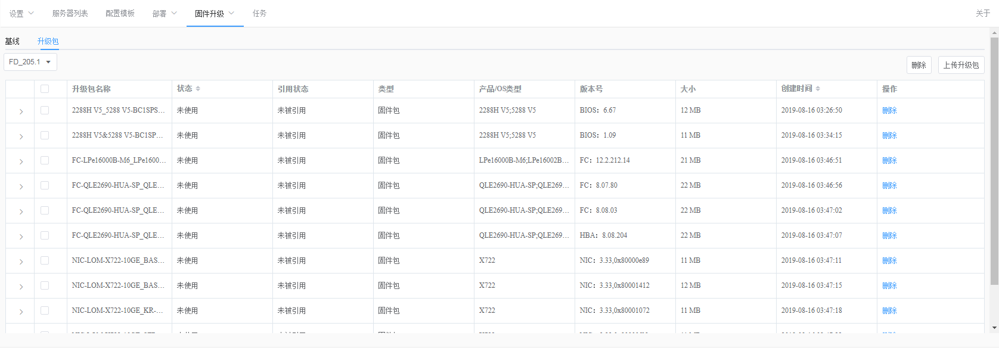 设置 服务器列表 配置模板 部署 固件升级 任务 关于
基线 升级包
FD_205.1 删除 上传升级包
升级包名称 状态 引用状态 类型 产品/OS类型 版本号 大小 创建时间 操作
2288H V5_5288 V5-BC1SPS... 未使用 未被引用 固件包 2288H V5;5288 V5 BIOS：6.67 12 MB 2019-08-16 03:26:50 删除
2288H V5&5288 V5-BC1SP... 未使用 未被引用 固件包 2288H V5;5288 V5 BIOS：1.09 11 MB 2019-08-16 03:34:15 删除
FC-LPe16000B-M6_LPe1600... 未使用 未被引用 固件包 LPe16000B-M6;LPe16002B... FC：12.2.212.14 21 MB 2019-08-16 03:46:51 删除
FC-QLE2690-HUA-SP_QLE... 未使用 未被引用 固件包 QLE2690-HUA-SP;QLE269... FC：8.07.80 22 MB 2019-08-16 03:46:56 删除
FC-QLE2690-HUA-SP_QLE... 未使用 未被引用 固件包 QLE2690-HUA-SP;QLE269... FC：8.08.03 22 MB 2019-08-16 03:47:02 删除
FC-QLE2690-HUA-SP_QLE... 未使用 未被引用 固件包 QLE2690-HUA-SP;QLE269... HBA：8.08.204 22 MB 2019-08-16 03:47:07 删除
NIC-LOM-X722-10GE_BAS... 未使用 未被引用 固件包 X722 NIC：3.33,0x80000e89 11 MB 2019-08-16 03:47:11 删除
NIC-LOM-X722-10GE_BAS... 未使用 未被引用 固件包 X722 NIC：3.33,0x80001412 12 MB 2019-08-16 03:47:15 删除
NIC-LOM-X722-10GE_KR-... 未使用 未被引用 固件包 X722 NIC：3.33,0x80001072 11 MB 2019-08-16 03:47:18 删除